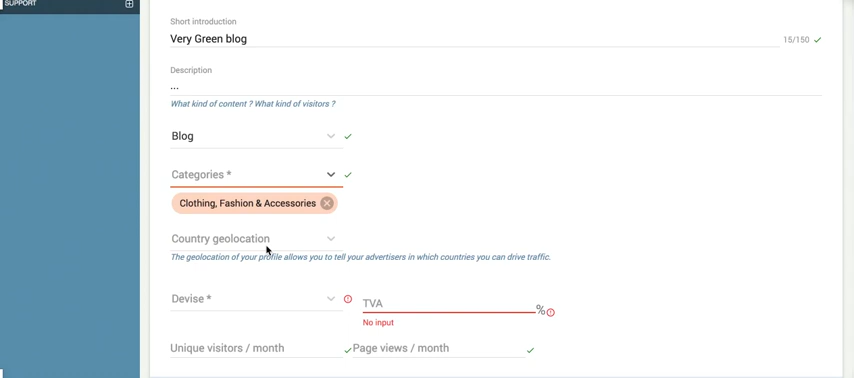 SUPPORT
Short introduction
Very Green blog
15/150
Description
...
What kind of content ? What kind of visitors ?
Blog
Categories *
Clothing, Fashion & Accessories
Country geolocation
The geolocation of your profile allows you to tell your advertisers in which countries you can drive traffic.
Devise *
TVA
%
No input
Unique visitors / month
Page views / month